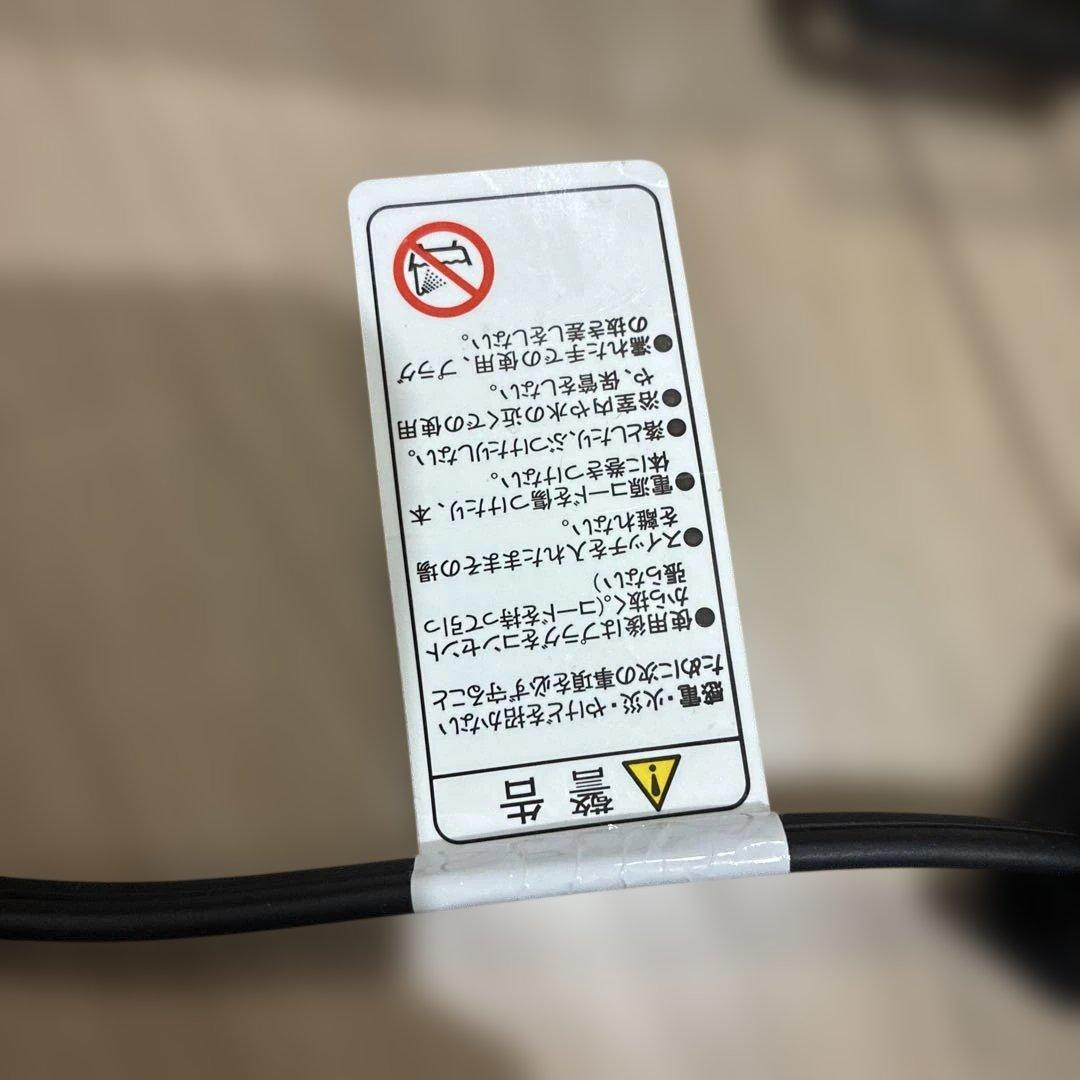 警告
感電・火災・やけどを招かない
ために次の事項を必ず守ること
●使用後はプラグをコンセント
から抜く。(コードを持って引っ
張らない)
●スイッチを入れたままその場
を離れない。
●電源コードを傷つけたり、本
体に巻きつけない。
●落としたり、ぶつけたりしない。
●浴室内や水の近くでの使用
や、保管をしない。
●濡れた手での使用、プラグ
の抜き差しをしない。